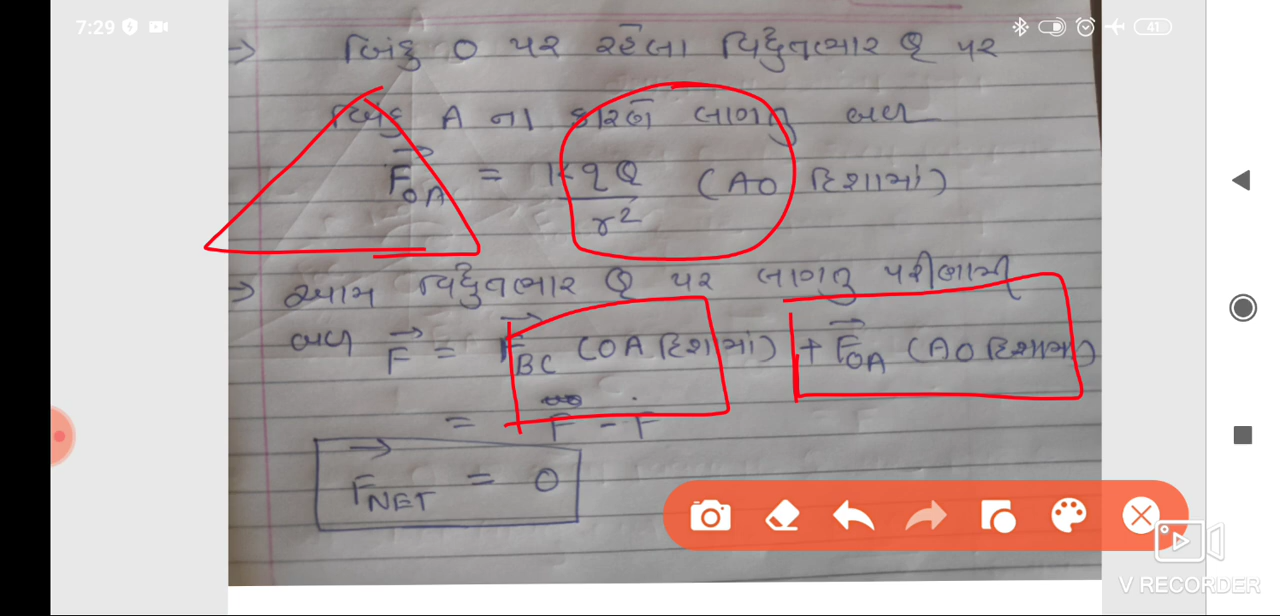 7:29
41
→ બિંદુ O પર રહેલા વિદ્યુતભાર Q પર
બિંદુ A ના કારણે લાગતુ બળ
F⃗OA = kqQ / r² (AO દિશામાં)
→ આમ વિદ્યુતભાર Q પર લાગતુ પરીણામી
બળ F⃗ = F⃗BC (OA દિશામાં) + F⃗OA (AO દિશામાં)
= F - F
F⃗NET = 0
V RECORDER